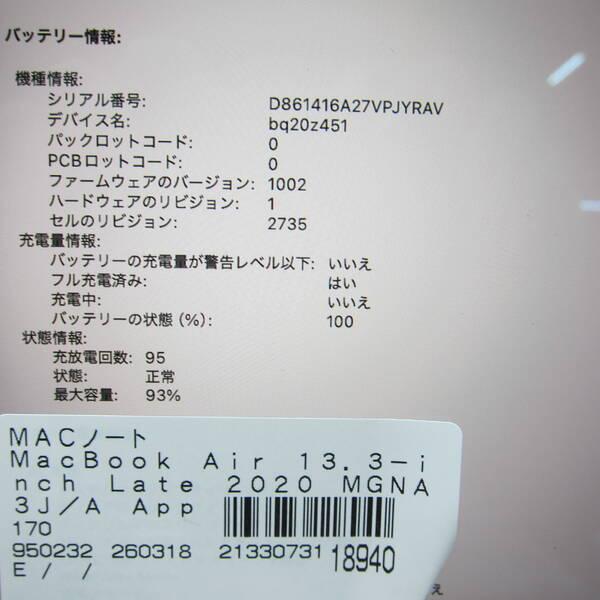 バッテリー情報:
機種情報:
シリアル番号: D861416A27VPJYRAV
デバイス名: bq20z451
パックロットコード: 0
PCBロットコード: 0
ファームウェアのバージョン: 1002
ハードウェアのリビジョン: 1
セルのリビジョン: 2735
充電量情報:
バッテリーの充電量が警告レベル以下: いいえ
フル充電済み: はい
充電中: いいえ
バッテリーの状態 (%): 100
状態情報:
充放電回数: 95
状態: 正常
最大容量: 93%
MACノート
MacBook Air 13.3-i
nch Late 2020 MGNA
3J/A App
170
950232 260318 21330731 18940
E / /
え